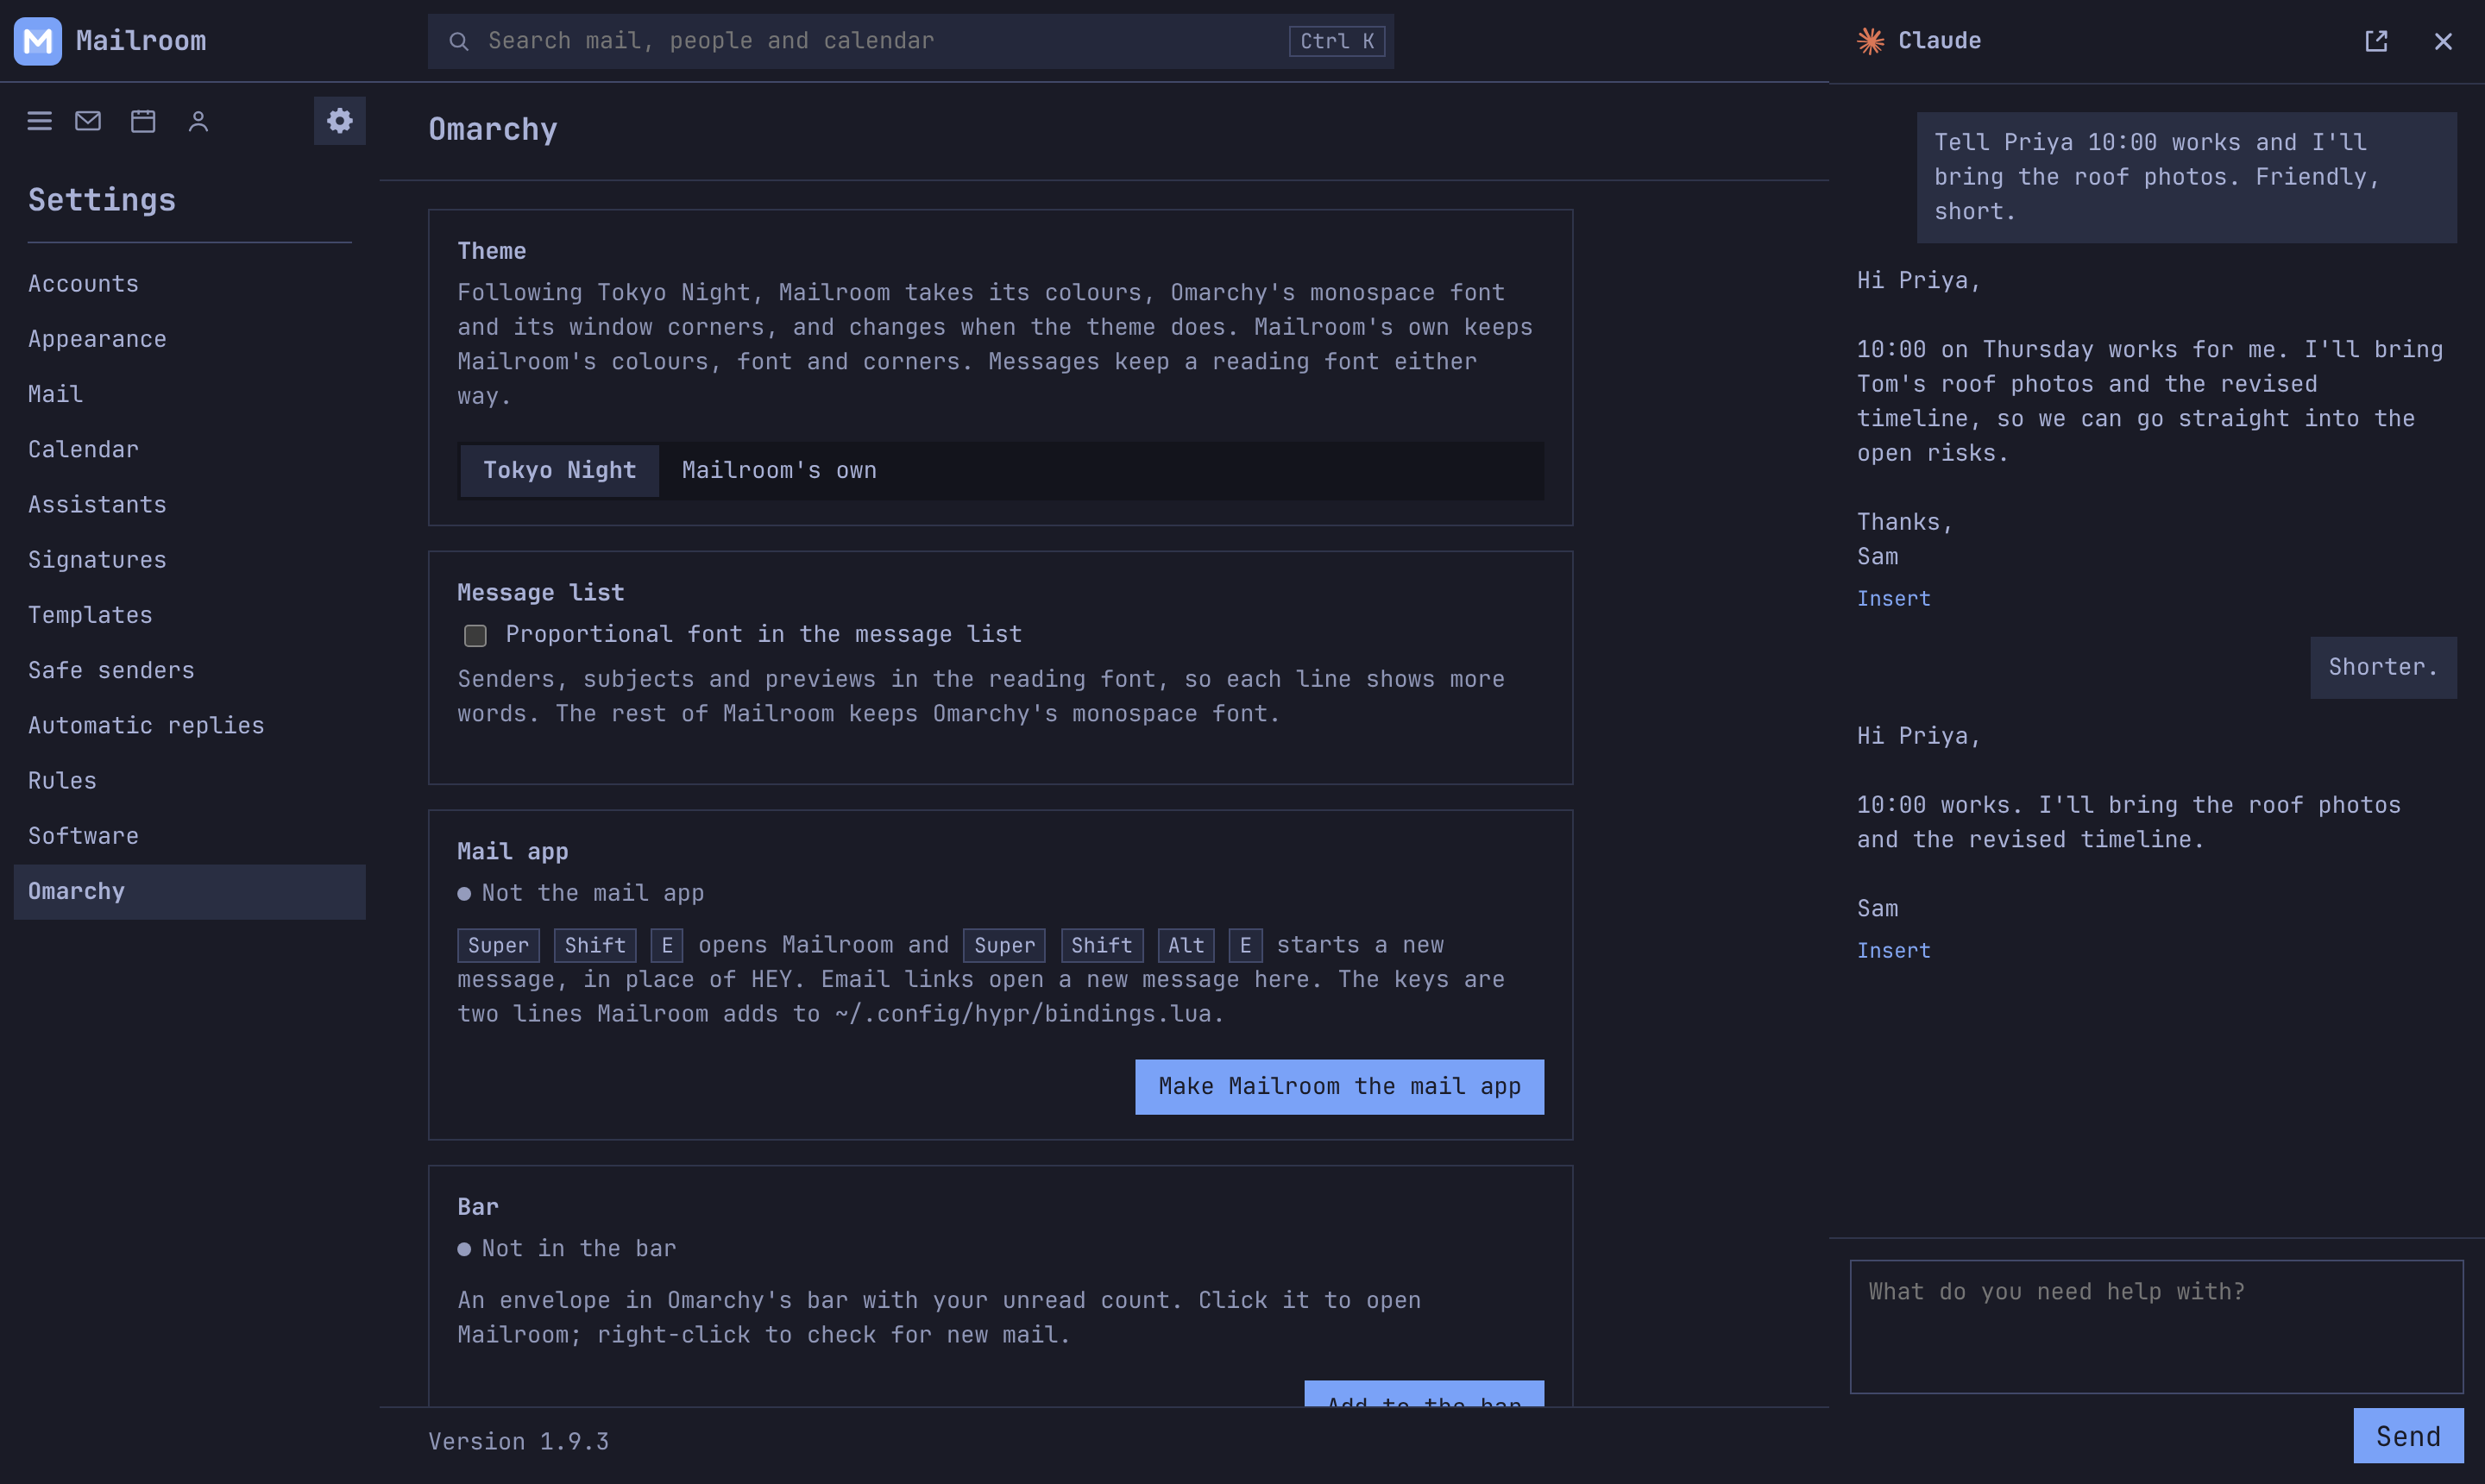 Mailroom
Search mail, people and calendar
Ctrl K
Claude
Settings
Accounts
Appearance
Mail
Calendar
Assistants
Signatures
Templates
Safe senders
Automatic replies
Rules
Software
Omarchy
Omarchy
Theme
Following Tokyo Night, Mailroom takes its colours, Omarchy's monospace font
and its window corners, and changes when the theme does. Mailroom's own keeps
Mailroom's colours, font and corners. Messages keep a reading font either
way.
Tokyo Night Mailroom's own
Message list
Proportional font in the message list
Senders, subjects and previews in the reading font, so each line shows more
words. The rest of Mailroom keeps Omarchy's monospace font.
Mail app
Not the mail app
Super Shift E opens Mailroom and Super Shift Alt E starts a new
message, in place of HEY. Email links open a new message here. The keys are
two lines Mailroom adds to ~/.config/hypr/bindings.lua.
Make Mailroom the mail app
Bar
Not in the bar
An envelope in Omarchy's bar with your unread count. Click it to open
Mailroom; right-click to check for new mail.
Add to the bar
Version 1.9.3
Tell Priya 10:00 works and I'll
bring the roof photos. Friendly,
short.
Hi Priya,
10:00 on Thursday works for me. I'll bring
Tom's roof photos and the revised
timeline, so we can go straight into the
open risks.
Thanks,
Sam
Insert
Shorter.
Hi Priya,
10:00 works. I'll bring the roof photos
and the revised timeline.
Sam
Insert
What do you need help with?
Send